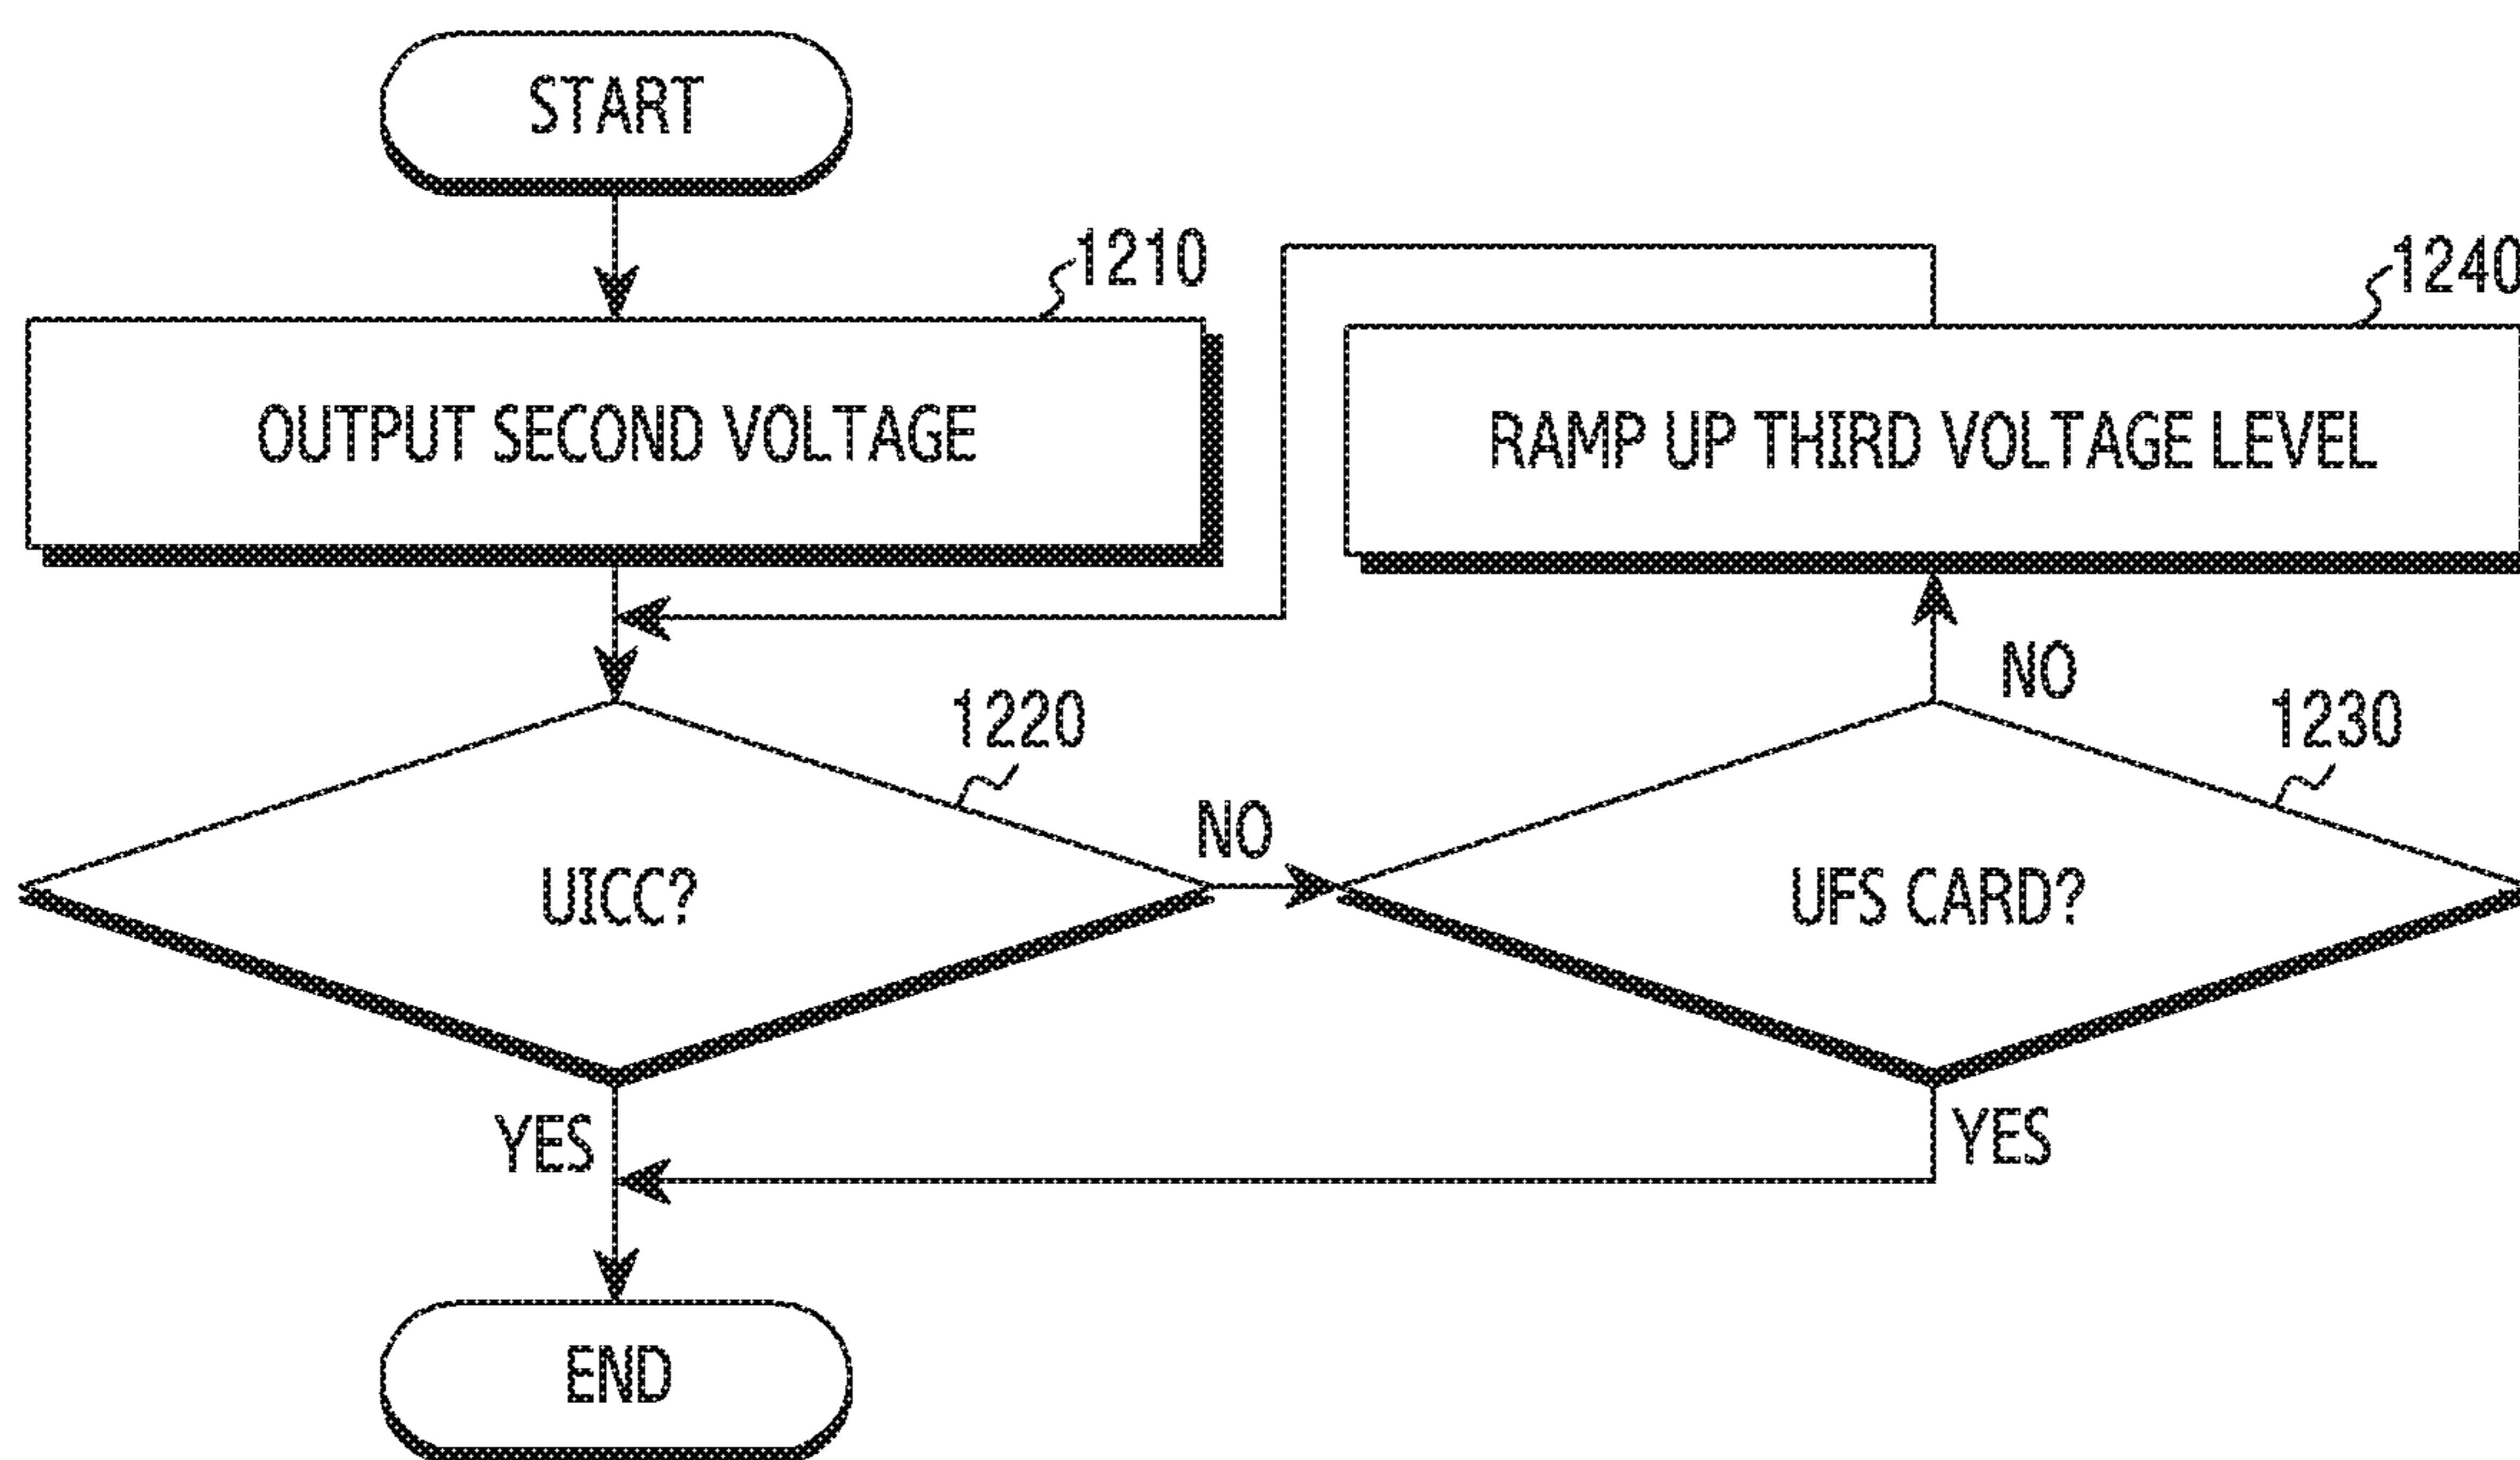 START
1210
OUTPUT SECOND VOLTAGE
1240
RAMP UP THIRD VOLTAGE LEVEL
1220
UICC?
NO
1230
UFS CARD?
NO
YES
YES
END